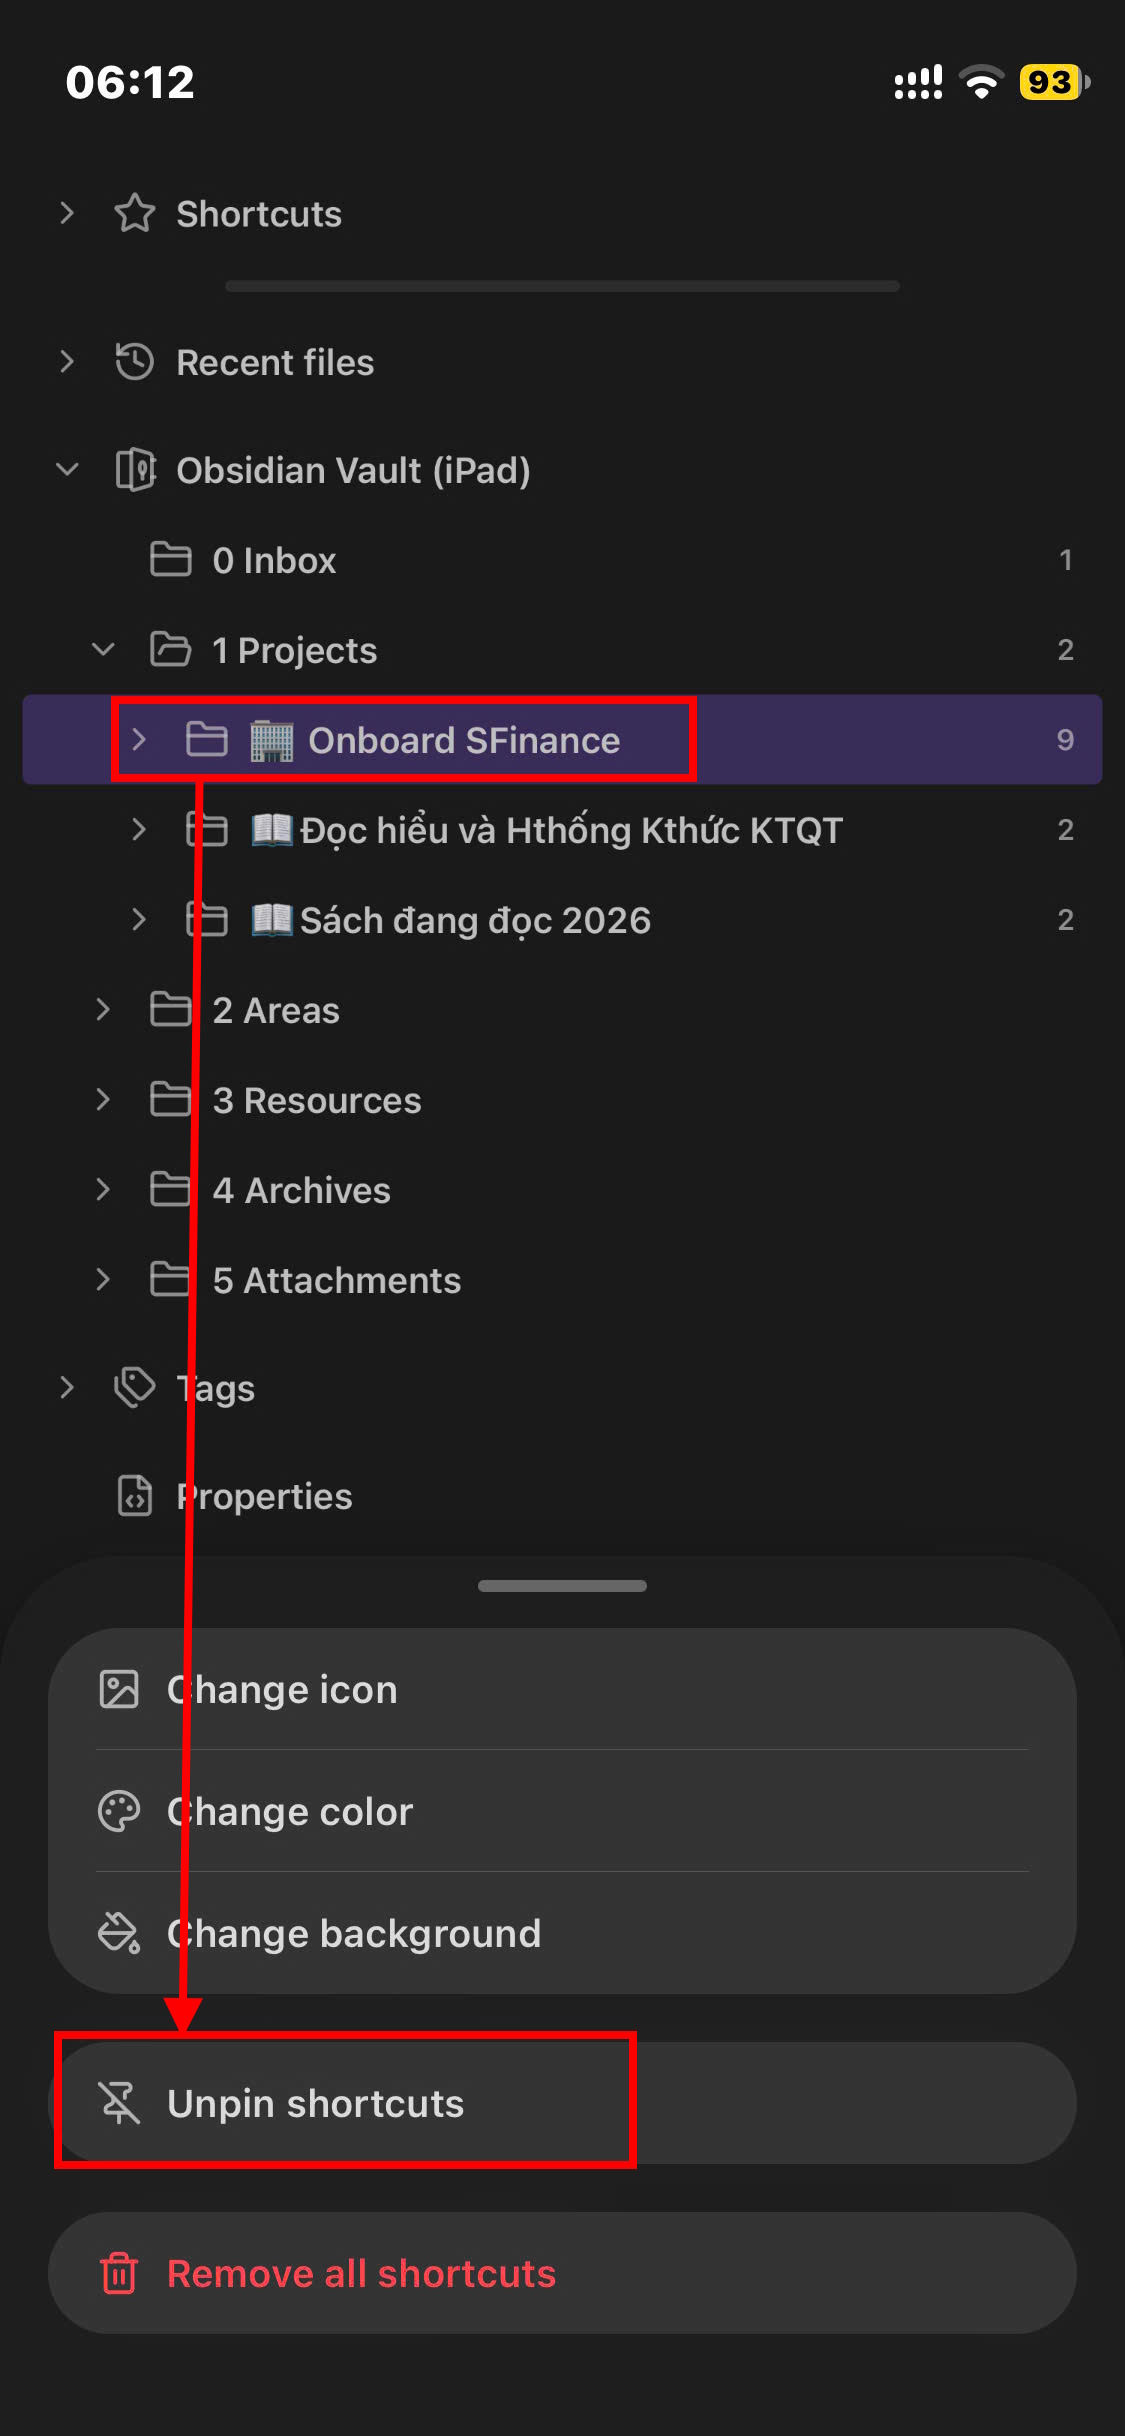 06:12
93
Shortcuts
Recent files
Obsidian Vault (iPad)
0 Inbox 1
1 Projects 2
🏢 Onboard SFinance 9
📖Đọc hiểu và Hthống Kthức KTQT 2
📖Sách đang đọc 2026 2
2 Areas
3 Resources
4 Archives
5 Attachments
Tags
Properties
Change icon
Change color
Change background
Unpin shortcuts
Remove all shortcuts